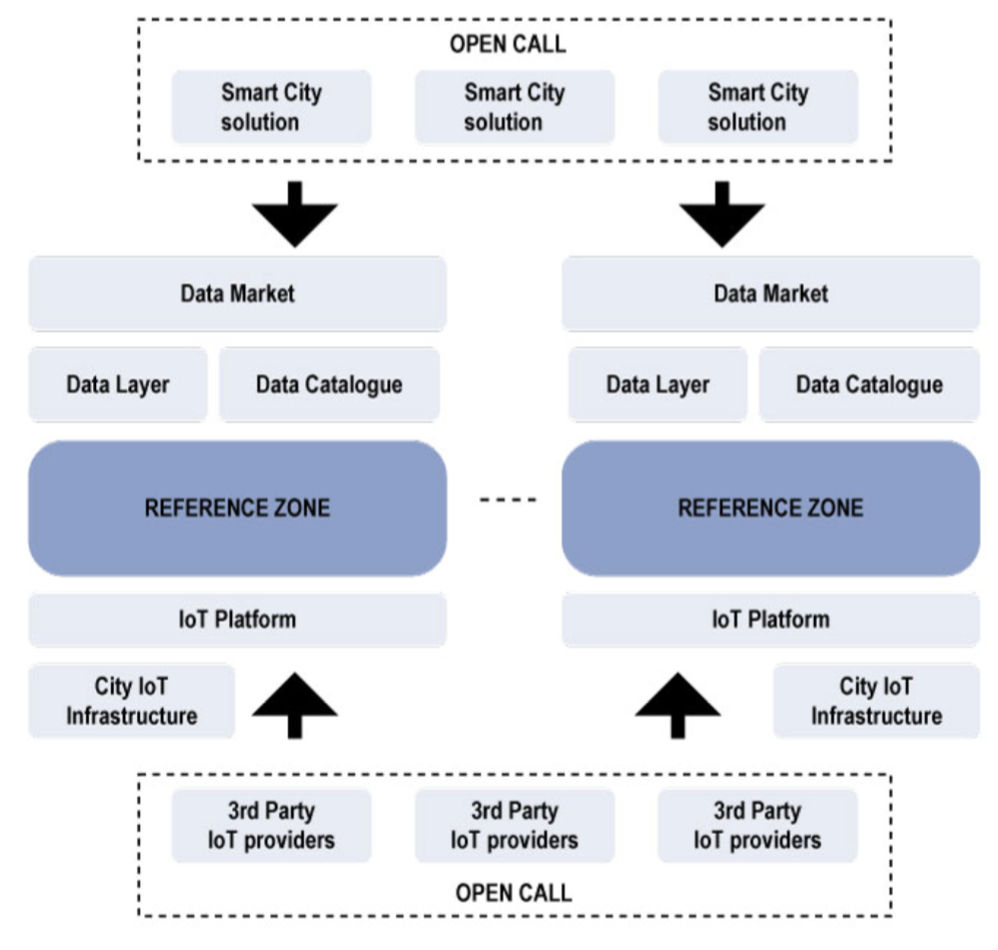 OPEN CALL
Smart City
solution
Smart City
solution
Smart City
solution
Data Market
Data Market
Data Layer
Data Catalogue
Data Layer
Data Catalogue
REFERENCE ZONE
REFERENCE ZONE
IoT Platform
IoT Platform
City IoT
Infrastructure
City IoT
Infrastructure
3rd Party
IoT providers
3rd Party
IoT providers
3rd Party
IoT providers
OPEN CALL